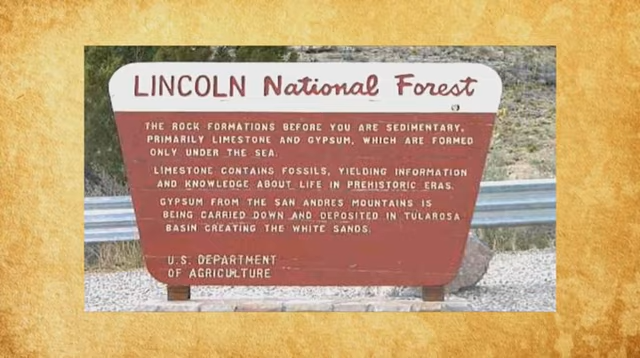 LINCOLN National Forest
THE ROCK FORMATIONS BEFORE YOU ARE SEDIMENTARY,
PRIMARILY LIMESTONE AND GYPSUM, WHICH ARE FORMED
ONLY UNDER THE SEA.
LIMESTONE CONTAINS FOSSILS, YIELDING INFORMATION
AND KNOWLEDGE ABOUT LIFE IN PREHISTORIC ERAS.
GYPSUM FROM THE SAN ANDRES MOUNTAINS IS
BEING CARRIED DOWN AND DEPOSITED IN TULAROSA
BASIN CREATING THE WHITE SANDS.
U.S. DEPARTMENT
OF AGRICULTURE